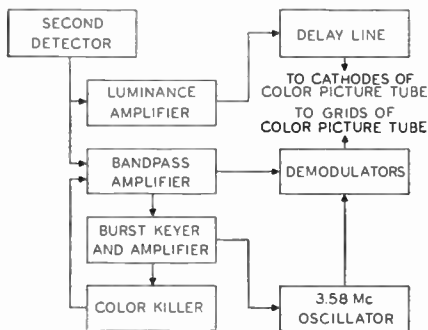 SECOND
DETECTOR
DELAY LINE
LUMINANCE
AMPLIFIER
TO CATHODES OF
COLOR PICTURE TUBE
TO GRIDS OF
COLOR PICTURE TUBE
BANDPASS
AMPLIFIER
DEMODULATORS
BURST KEYER
AND AMPLIFIER
COLOR KILLER
3.58 Mc
OSCILLATOR